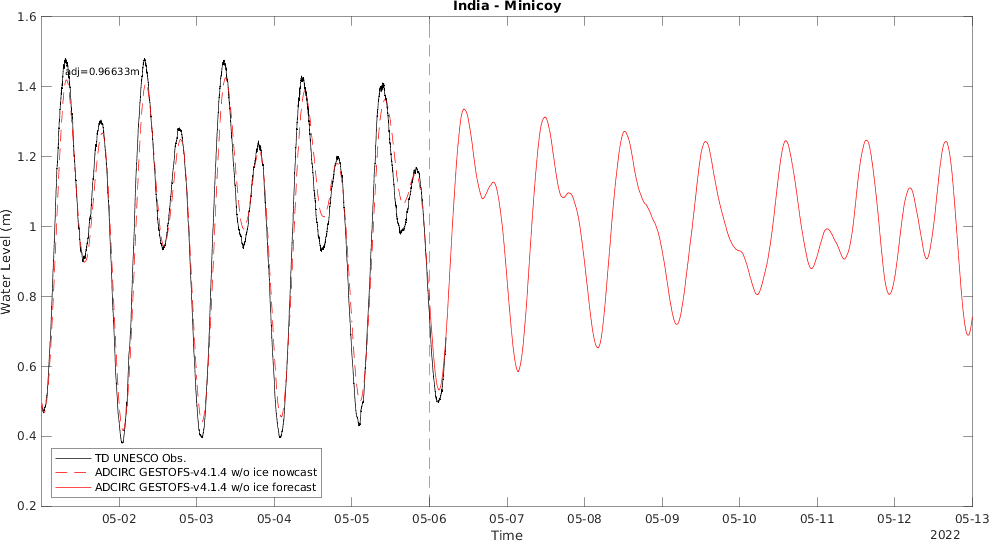 India - Minicoy
1.6
1.4
1.2
1
0.8
0.6
0.4
0.2
Water Level (m)
adj=0.96633m
TD UNESCO Obs.
ADCIRC GESTOFS-v4.1.4 w/o ice nowcast
ADCIRC GESTOFS-v4.1.4 w/o ice forecast
05-02 05-03 05-04 05-05 05-06 05-07 05-08 05-09 05-10 05-11 05-12 05-13
Time
2022